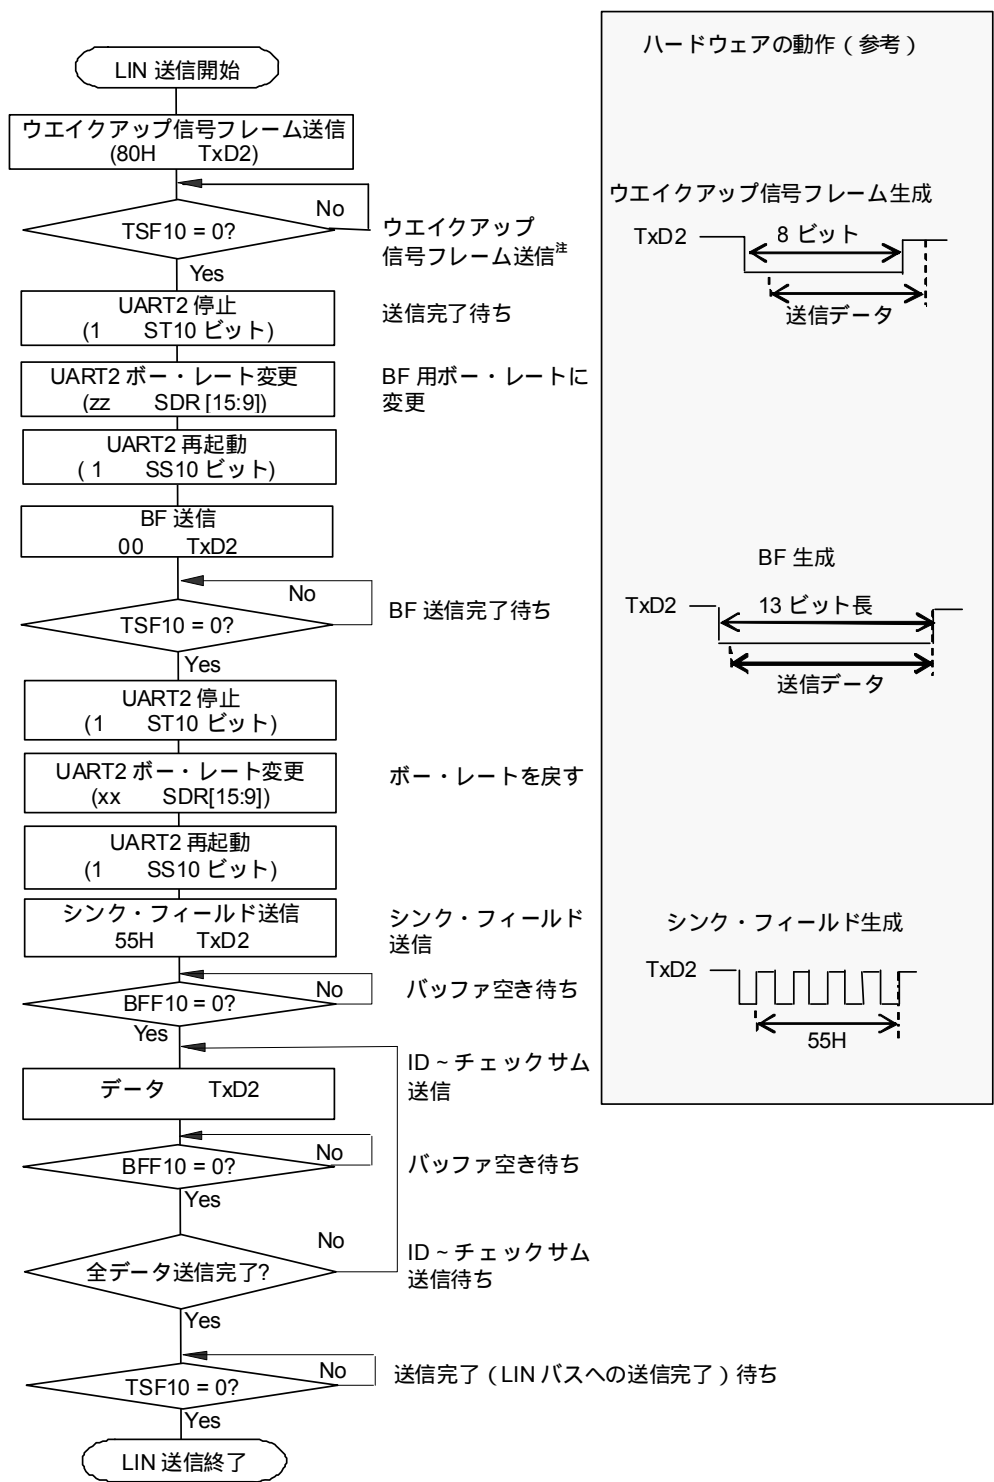 LIN 送信開始
ウエイクアップ信号フレーム送信
(80H TxD2)
TSF10 = 0?
No
Yes
ウエイクアップ
信号フレーム送信注
UART2 停止
(1 ST10 ビット)
送信完了待ち
UART2 ボー・レート変更
(zz SDR [15:9])
BF 用ボー・レートに
変更
UART2 再起動
( 1 SS10 ビット)
BF 送信
00 TxD2
TSF10 = 0?
No
Yes
BF 送信完了待ち
UART2 停止
(1 ST10 ビット)
UART2 ボー・レート変更
(xx SDR[15:9])
ボー・レートを戻す
UART2 再起動
(1 SS10 ビット)
シンク・フィールド送信
55H TxD2
シンク・フィールド
送信
BFF10 = 0?
No
Yes
バッファ空き待ち
データ TxD2
ID ~ チェックサム
送信
BFF10 = 0?
No
Yes
バッファ空き待ち
全データ送信完了?
No
Yes
ID ~ チェックサム
送信待ち
TSF10 = 0?
No
Yes
送信完了 ( LIN バスへの送信完了 ) 待ち
LIN 送信終了
ハードウェアの動作 ( 参考 )
ウエイクアップ信号フレーム生成
TxD2
8 ビット
送信データ
BF 生成
TxD2
13 ビット長
送信データ
シンク・フィールド生成
TxD2
55H